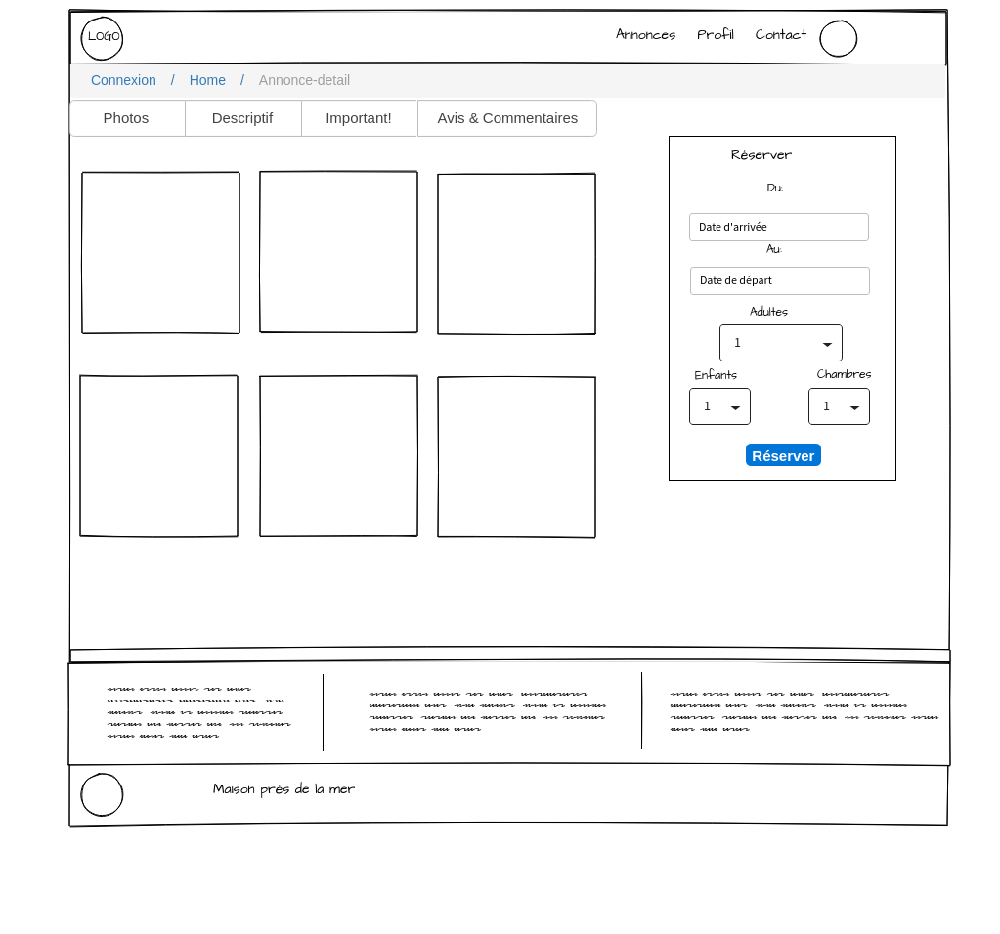 LOGO
Annonces Profil Contact
Connexion / Home / Annonce-detail
Photos Descriptif Important! Avis & Commentaires
Réserver
Du:
Date d'arrivée
Au:
Date de départ
Adultes
1
Enfants Chambres
1 1
Réserver
Maison près de la mer